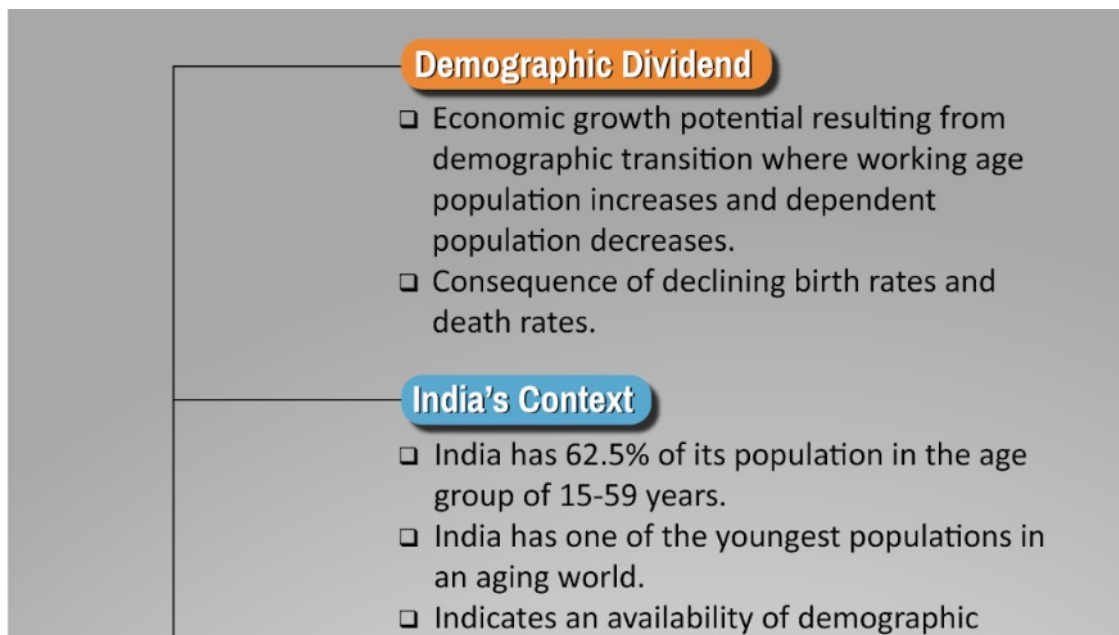 Demographic Dividend
❑ Economic growth potential resulting from
demographic transition where working age
population increases and dependent
population decreases.
❑ Consequence of declining birth rates and
death rates.
India's Context
❑ India has 62.5% of its population in the age
group of 15-59 years.
❑ India has one of the youngest populations in
an aging world.
❑ Indicates an availability of demographic